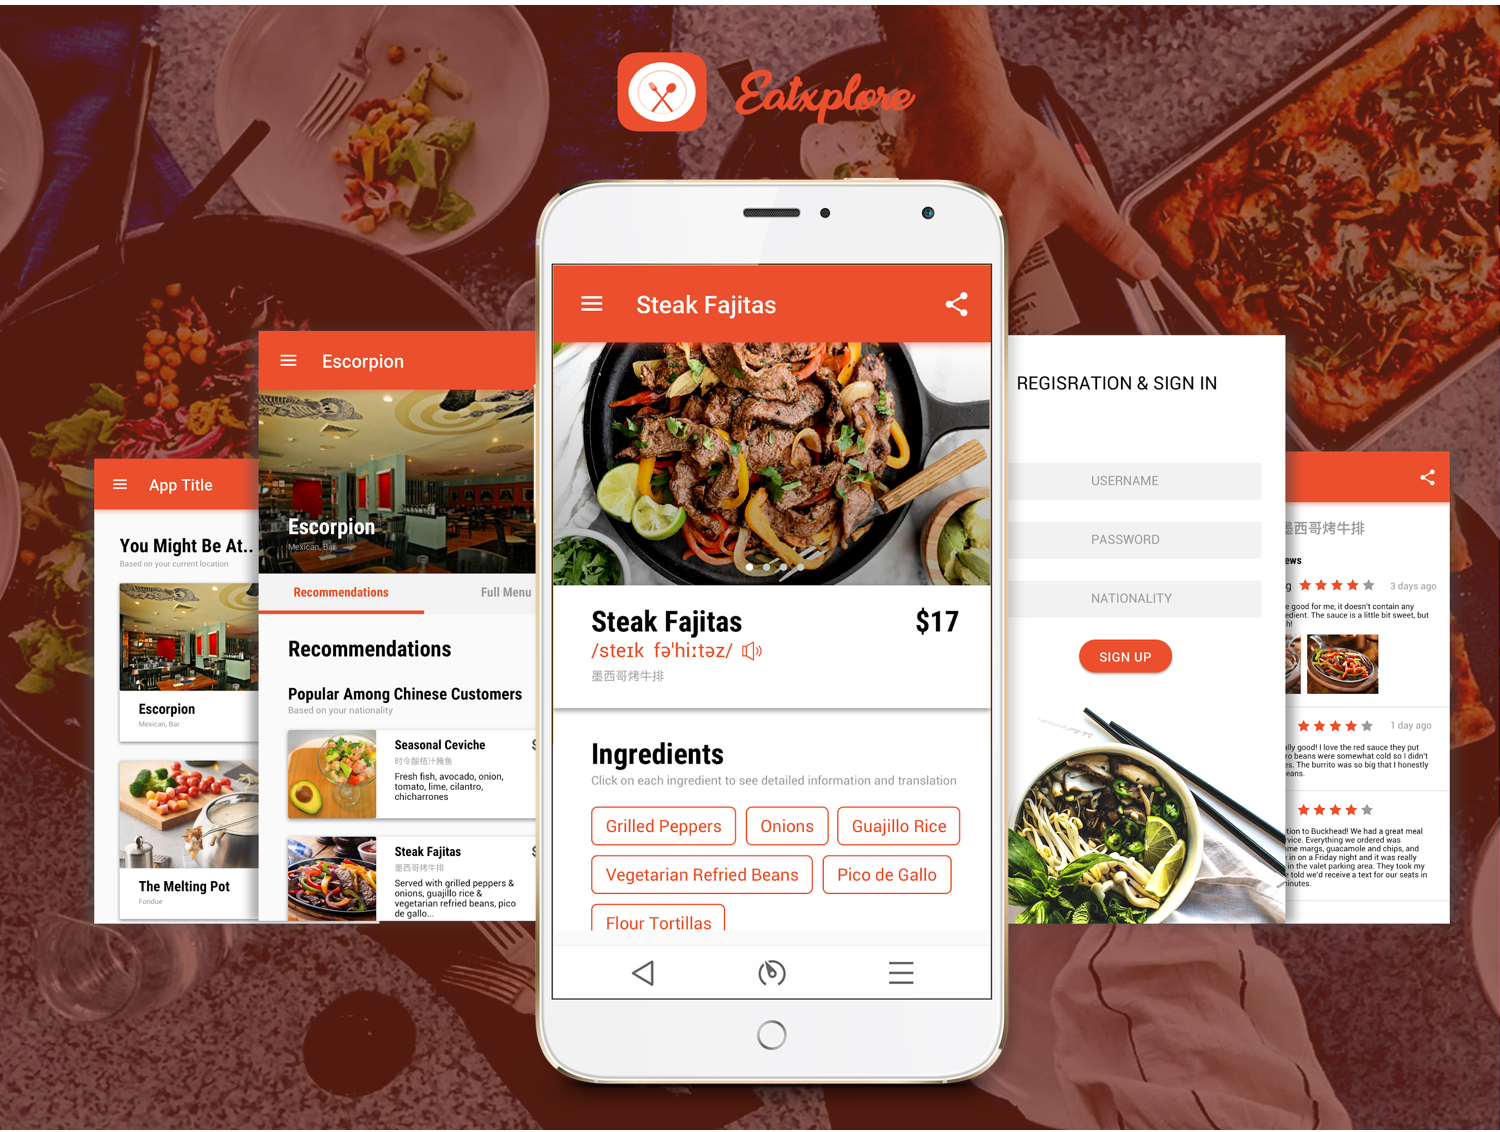 Eatxplore
Steak Fajitas
Steak Fajitas
$17
/steɪk fəˈhiːtəz/
墨西哥烤牛排
Ingredients
Click on each ingredient to see detailed information and translation
Grilled Peppers
Onions
Guajillo Rice
Vegetarian Refried Beans
Pico de Gallo
Flour Tortillas
App Title
You Might Be At..
Based on your current location
Escorpion
Mexican, Bar
The Melting Pot
Fondue
Escorpion
Escorpion
Mexican, Bar
Recommendations
Full Menu
Recommendations
Popular Among Chinese Customers
Based on your nationality
Seasonal Ceviche
$
时令酸桔汁腌鱼
Fresh fish, avocado, onion,
tomato, lime, cilantro,
chicharrones
Steak Fajitas
$
墨西哥烤牛排
Served with grilled peppers &
onions, guajillo rice &
vegetarian refried beans, pico
de gallo...
REGISRATION & SIGN IN
USERNAME
PASSWORD
NATIONALITY
SIGN UP
墨西哥烤牛排
ews
g
3 days ago
e good for me, it doesn't contain any
edient. The sauce is a little bit sweet, but
h!
1 day ago
lly good! I love the red sauce they put
ro beans were somewhat cold so I didn't
es. The burrito was so big that I honestly
eans.
tion to Buckhead! We had a great meal
vice. Everything we ordered was
me margs, guacamole and chips, and
e in on a Friday night and it was really
in the valet parking area. They took my
e told we'd receive a text for our seats in
inutes.